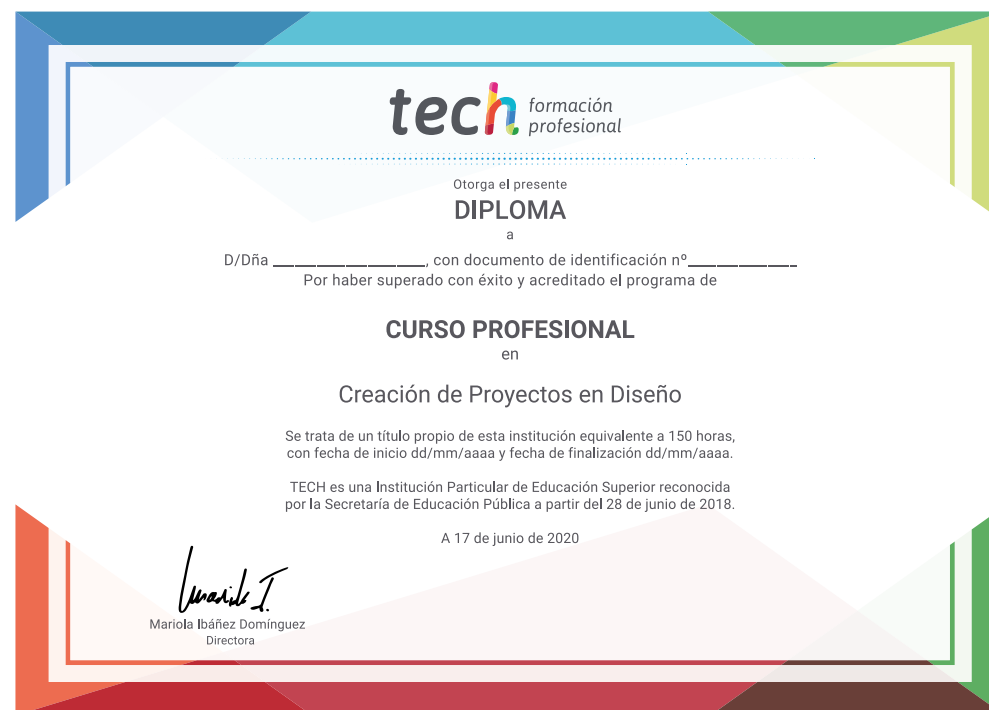 tech formación
profesional
Otorga el presente
DIPLOMA
a
D/Dña ____________________, con documento de identificación nº______________
Por haber superado con éxito y acreditado el programa de
CURSO PROFESIONAL
en
Creación de Proyectos en Diseño
Se trata de un título propio de esta institución equivalente a 150 horas,
con fecha de inicio dd/mm/aaaa y fecha de finalización dd/mm/aaaa.
TECH es una Institución Particular de Educación Superior reconocida
por la Secretaría de Educación Pública a partir del 28 de junio de 2018.
A 17 de junio de 2020
Mariola Ibáñez Domínguez
Directora